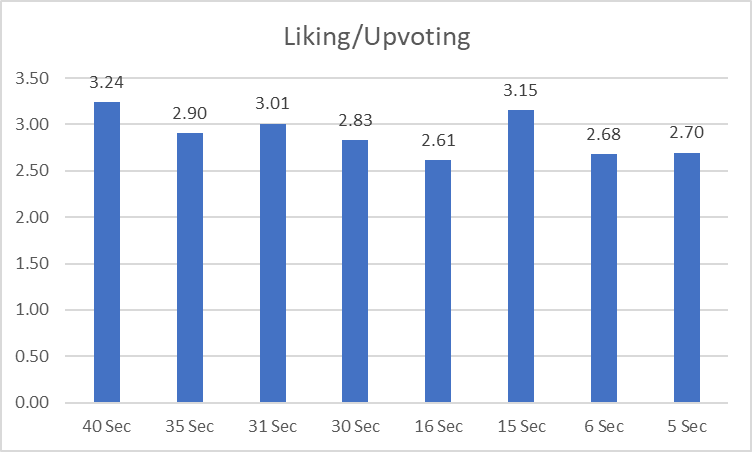 Liking/Upvoting
3.50
3.00
2.50
2.00
1.50
1.00
0.50
0.00
3.24
2.90
3.01
2.83
2.61
3.15
2.68
2.70
40 Sec
35 Sec
31 Sec
30 Sec
16 Sec
15 Sec
6 Sec
5 Sec